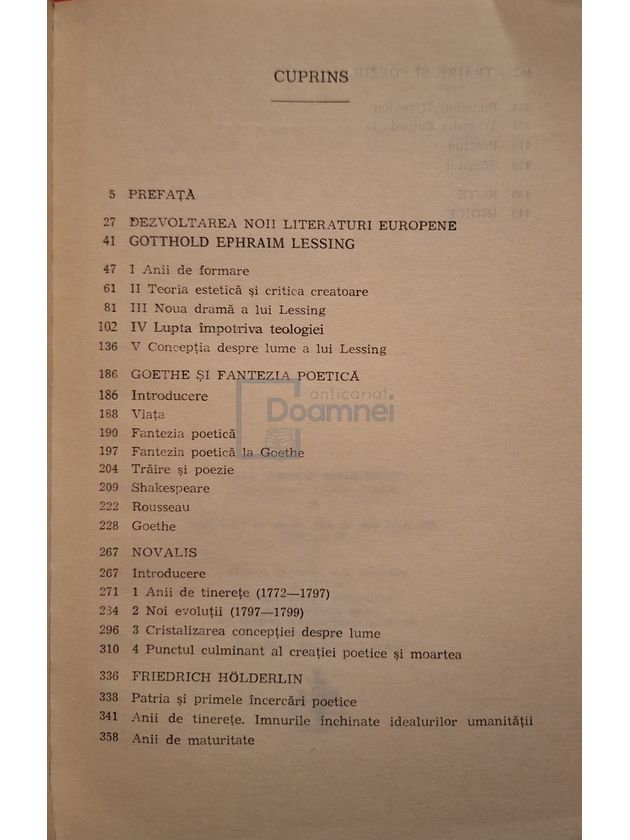 CUPRINS
5 PREFAȚĂ
27 DEZVOLTAREA NOII LITERATURI EUROPENE
41 GOTTHOLD EPHRAIM LESSING
47 I Anii de formare
61 II Teoria estetică și critica creatoare
81 III Noua dramă a lui Lessing
102 IV Lupta împotriva teologiei
136 V Concepția despre lume a lui Lessing
186 GOETHE ȘI FANTEZIA POETICĂ
186 Introducere
188 Viața
190 Fantezia poetică
197 Fantezia poetică la Goethe
204 Trăire și poezie
209 Shakespeare
222 Rousseau
228 Goethe
267 NOVALIS
267 Introducere
271 1 Anii de tinerețe (1772—1797)
284 2 Noi evoluții (1797—1799)
296 3 Cristalizarea concepției despre lume
310 4 Punctul culminant al creației poetice și moartea
336 FRIEDRICH HÖLDERLIN
338 Patria și primele încercări poetice
341 Anii de tinerețe. Imnurile închinate idealurilor umanității
358 Anii de maturitate
anticariat
Doamnei